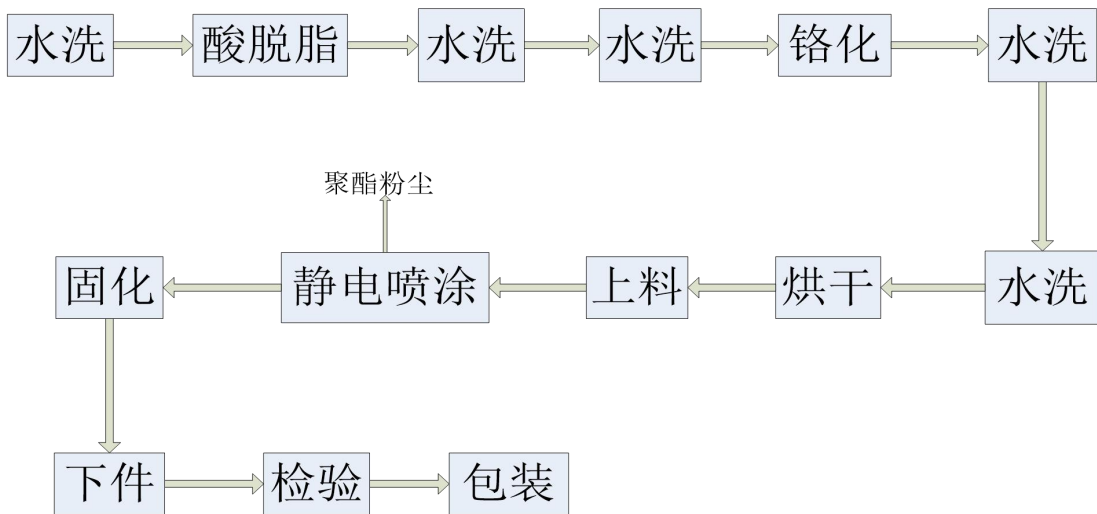 水洗 酸脱脂 水洗 水洗 铬化 水洗
聚酯粉尘
固化 静电喷涂 上料 烘干 水洗
下件 检验 包装